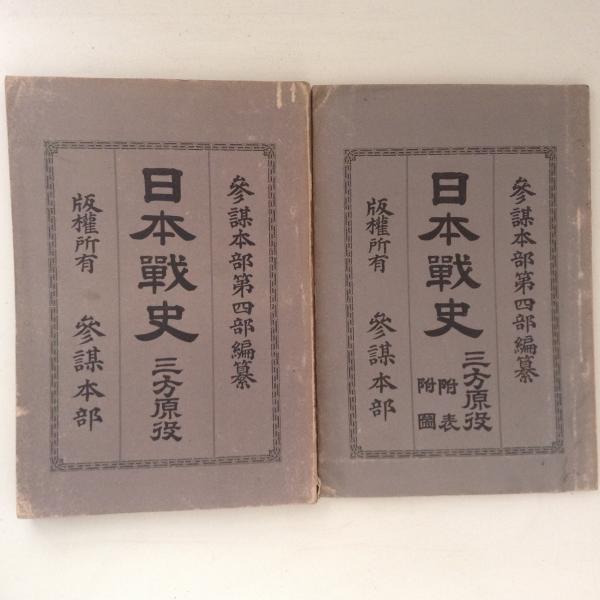 參謀本部第四部編纂
日本戰史 三方原役
版權所有 參謀本部
參謀本部第四部編纂
日本戰史 三方原役
附表
附圖
版權所有 參謀本部